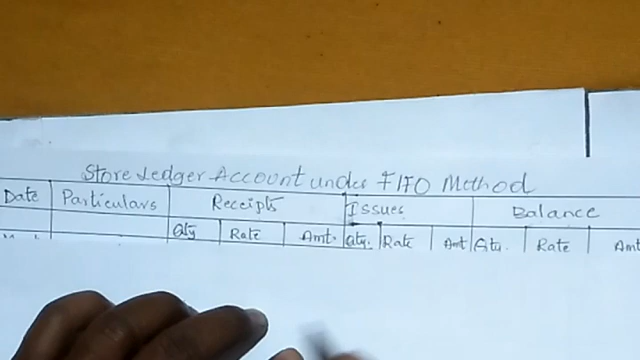 Store Ledger Account under FIFO Method
Date Particulars Receipts Issues Balance
Qty Rate Amt. Qty. Rate Amt Qty. Rate Amt